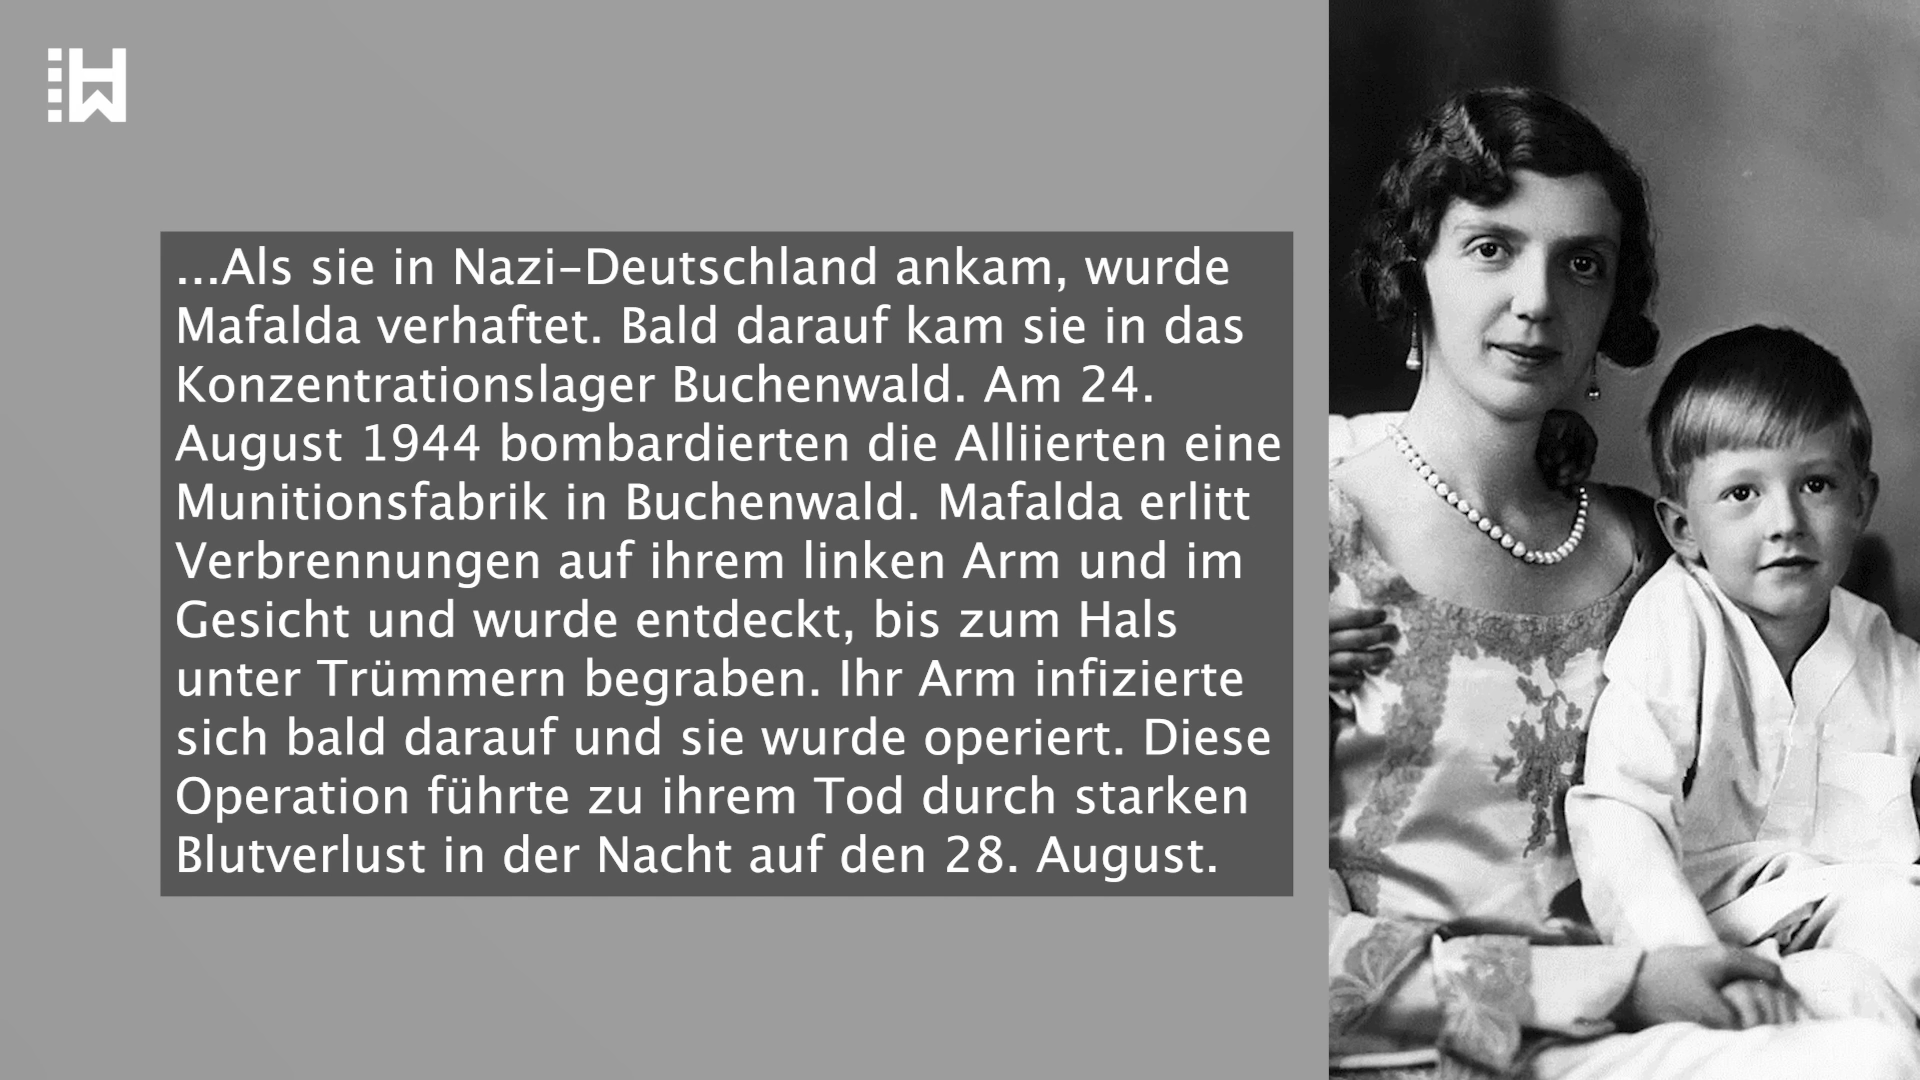 HW
...Als sie in Nazi-Deutschland ankam, wurde
Mafalda verhaftet. Bald darauf kam sie in das
Konzentrationslager Buchenwald. Am 24.
August 1944 bombardierten die Alliierten eine
Munitionsfabrik in Buchenwald. Mafalda erlitt
Verbrennungen auf ihrem linken Arm und im
Gesicht und wurde entdeckt, bis zum Hals
unter Trümmern begraben. Ihr Arm infizierte
sich bald darauf und sie wurde operiert. Diese
Operation führte zu ihrem Tod durch starken
Blutverlust in der Nacht auf den 28. August.